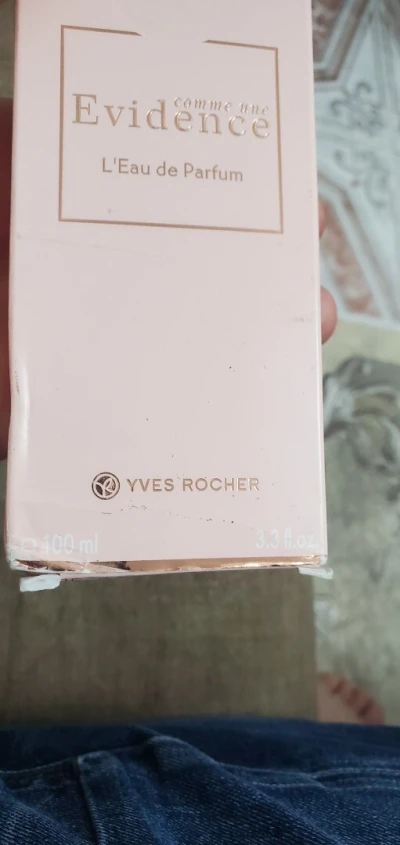 comme une
Evidence
L'Eau de Parfum
YVES ROCHER
e 100 ml
3.3 fl.oz.